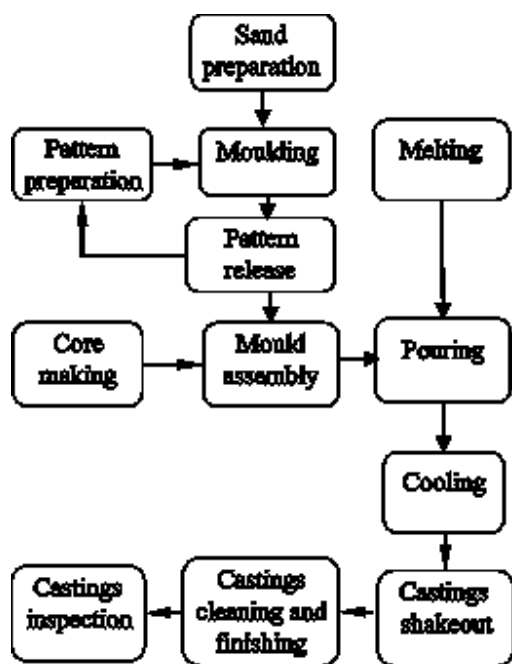 Sand
preparation
Pattern
preparation
Moulding
Melting
Pattern
release
Core
making
Mould
assembly
Pouring
Cooling
Castings
inspection
Castings
cleaning and
finishing
Castings
shakeout